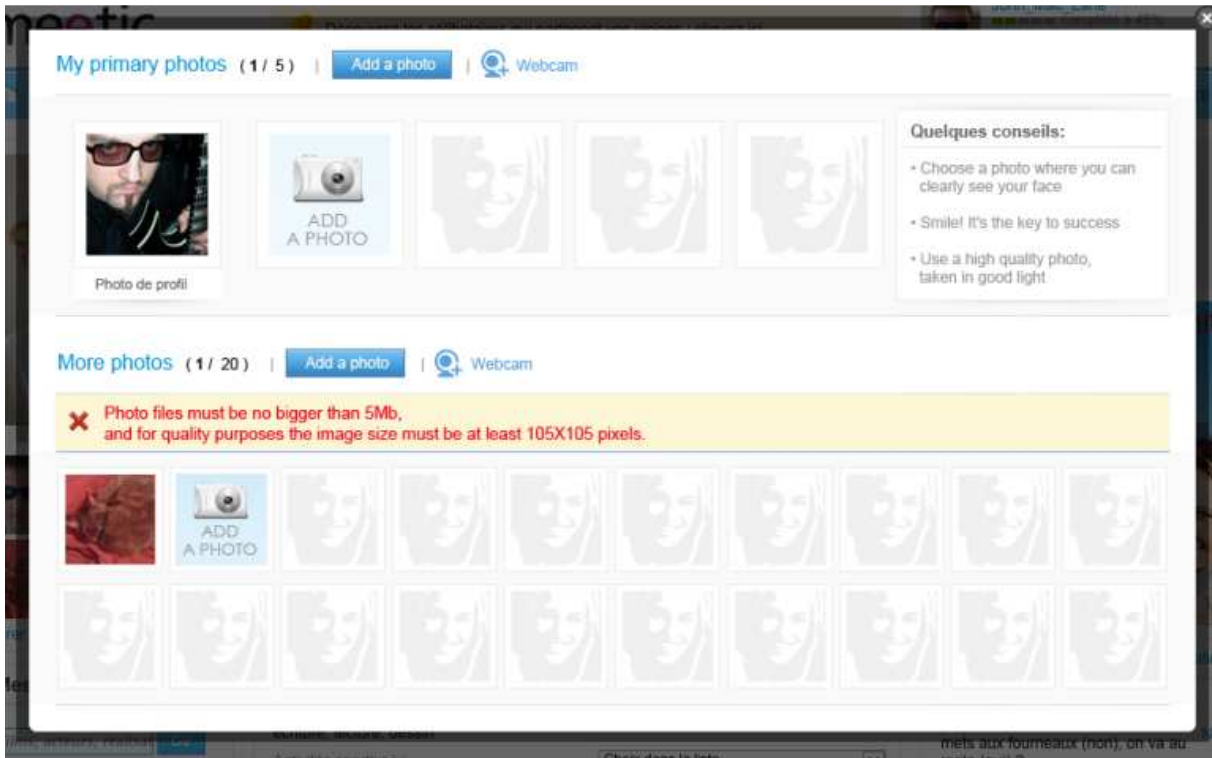 My primary photos (1/ 5) | Add a photo | Webcam
ADD
A PHOTO
Photo de profil
Quelques conseils:
• Choose a photo where you can
clearly see your face
• Smile! It's the key to success
• Use a high quality photo,
taken in good light
More photos (1/ 20) | Add a photo | Webcam
Photo files must be no bigger than 5Mb,
and for quality purposes the image size must be at least 105X105 pixels.
ADD
A PHOTO
mets aux fourneaux (non), on va au